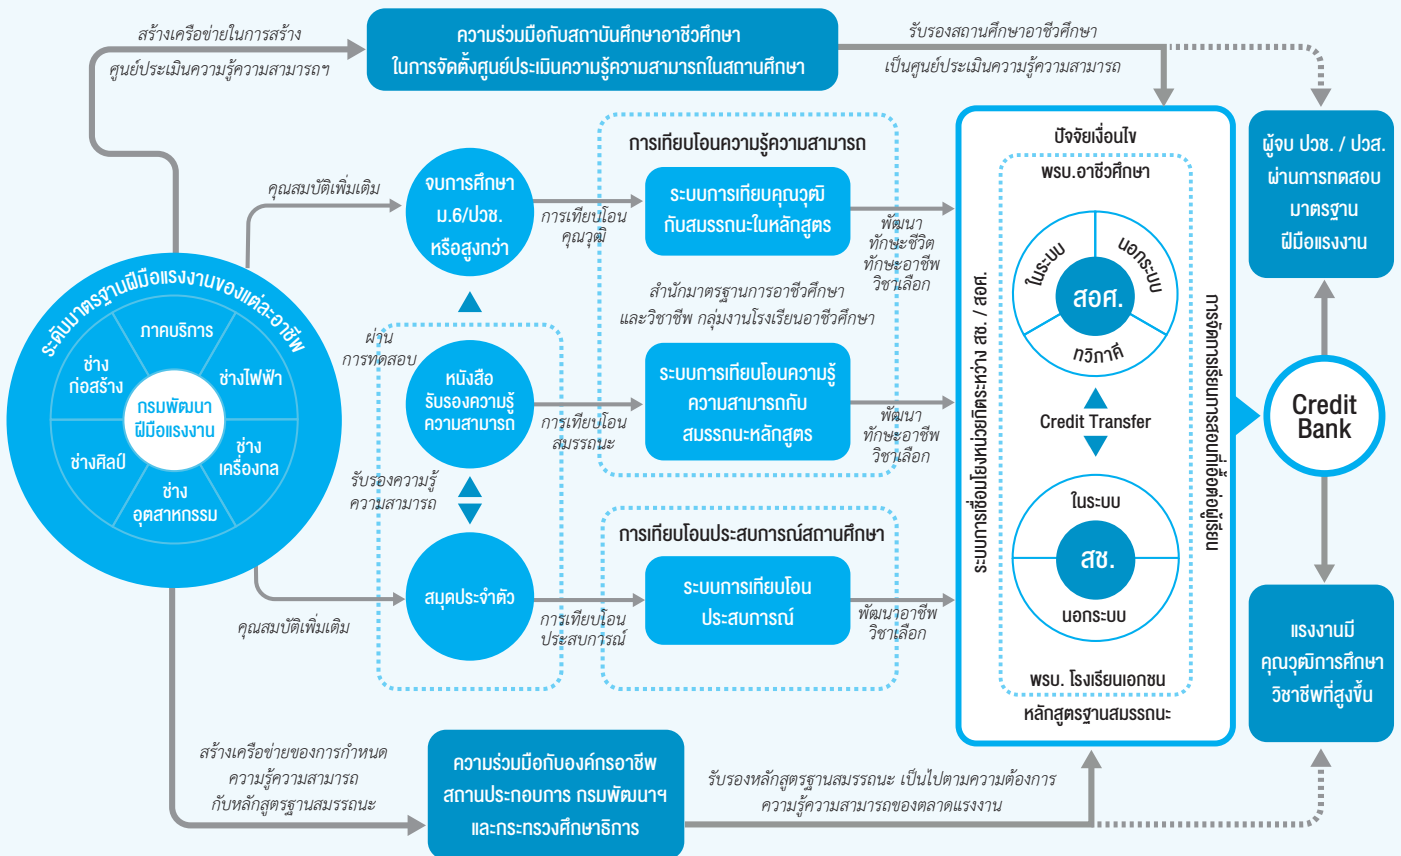 สร้างเครือข่ายในการสร้าง
ศูนย์ประเมินความรู้ความสามารถฯ
ความร่วมมือกับสถาบันศึกษาอาชีวศึกษา
ในการจัดตั้งศูนย์ประเมินความรู้ความสามารถในสถานศึกษา
รับรองสถานศึกษาอาชีวศึกษา
เป็นศูนย์ประเมินความรู้ความสามารถ
ระดับมาตรฐานฝีมือแรงงานของแต่ละอาชีพ
ภาคบริการ
ช่าง
ก่อสร้าง
ช่างไฟฟ้า
กรมพัฒนา
ฝีมือแรงงาน
ช่างศิลป์
ช่าง
เครื่องกล
ช่าง
อุตสาหกรรม
คุณสมบัติเพิ่มเติม
จบการศึกษา
ม.6/ปวช.
หรือสูงกว่า
การเทียบโอน
คุณวุฒิ
ผ่าน
การทดสอบ
หนังสือ
รับรองความรู้
ความสามารถ
การเทียบโอน
สมรรถนะ
รับรองความรู้
ความสามารถ
คุณสมบัติเพิ่มเติม
สมุดประจำตัว
การเทียบโอน
ประสบการณ์
การเทียบโอนความรู้ความสามารถ
ระบบการเทียบคุณวุฒิ
กับสมรรถนะในหลักสูตร
สำนักมาตรฐานการอาชีวศึกษา
และวิชาชีพ กลุ่มงานโรงเรียนอาชีวศึกษา
ระบบการเทียบโอนความรู้
ความสามารถกับ
สมรรถนะหลักสูตร
การเทียบโอนประสบการณ์สถานศึกษา
ระบบการเทียบโอน
ประสบการณ์
พัฒนา
ทักษะชีวิต
ทักษะอาชีพ
วิชาเลือก
พัฒนา
ทักษะอาชีพ
วิชาเลือก
พัฒนาอาชีพ
วิชาเลือก
ปัจจัยเงื่อนไข
พรบ.อาชีวศึกษา
ระบบการเชื่อมโยงหน่วยกิตระหว่าง สช. / สอศ.
ในระบบ
นอกระบบ
สอศ.
ทวิภาคี
Credit Transfer
ในระบบ
สช.
นอกระบบ
การจัดการเรียนการสอนที่เอื้อต่อผู้เรียน
พรบ. โรงเรียนเอกชน
หลักสูตรฐานสมรรถนะ
ผู้จบ ปวช. / ปวส.
ผ่านการทดสอบ
มาตรฐาน
ฝีมือแรงงาน
Credit
Bank
แรงงานมี
คุณวุฒิการศึกษา
วิชาชีพที่สูงขึ้น
สร้างเครือข่ายของการกำหนด
ความรู้ความสามารถ
กับหลักสูตรฐานสมรรถนะ
ความร่วมมือกับองค์กรอาชีพ
สถานประกอบการ กรมพัฒนาฯ
และกระทรวงศึกษาธิการ
รับรองหลักสูตรฐานสมรรถนะ เป็นไปตามความต้องการ
ความรู้ความสามารถของตลาดแรงงาน